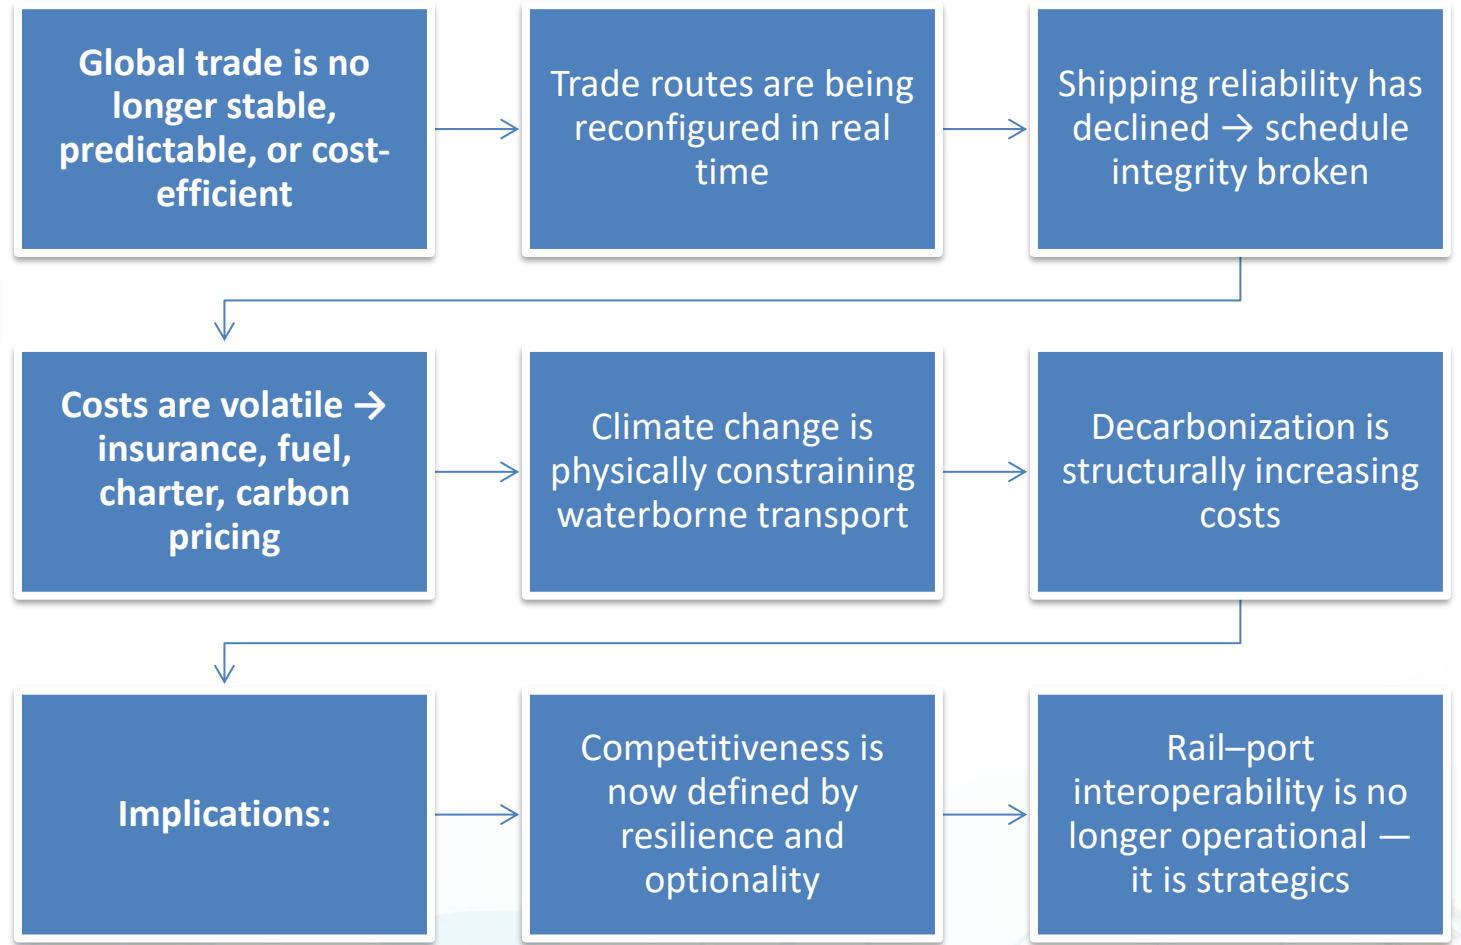 Global trade is no
longer stable,
predictable, or cost-
efficient
Trade routes are being
reconfigured in real
time
Shipping reliability has
declined → schedule
integrity broken
Costs are volatile →
insurance, fuel,
charter, carbon
pricing
Climate change is
physically constraining
waterborne transport
Decarbonization is
structurally increasing
costs
Implications:
Competitiveness is
now defined by
resilience and
optionality
Rail–port
interoperability is no
longer operational —
it is strategics